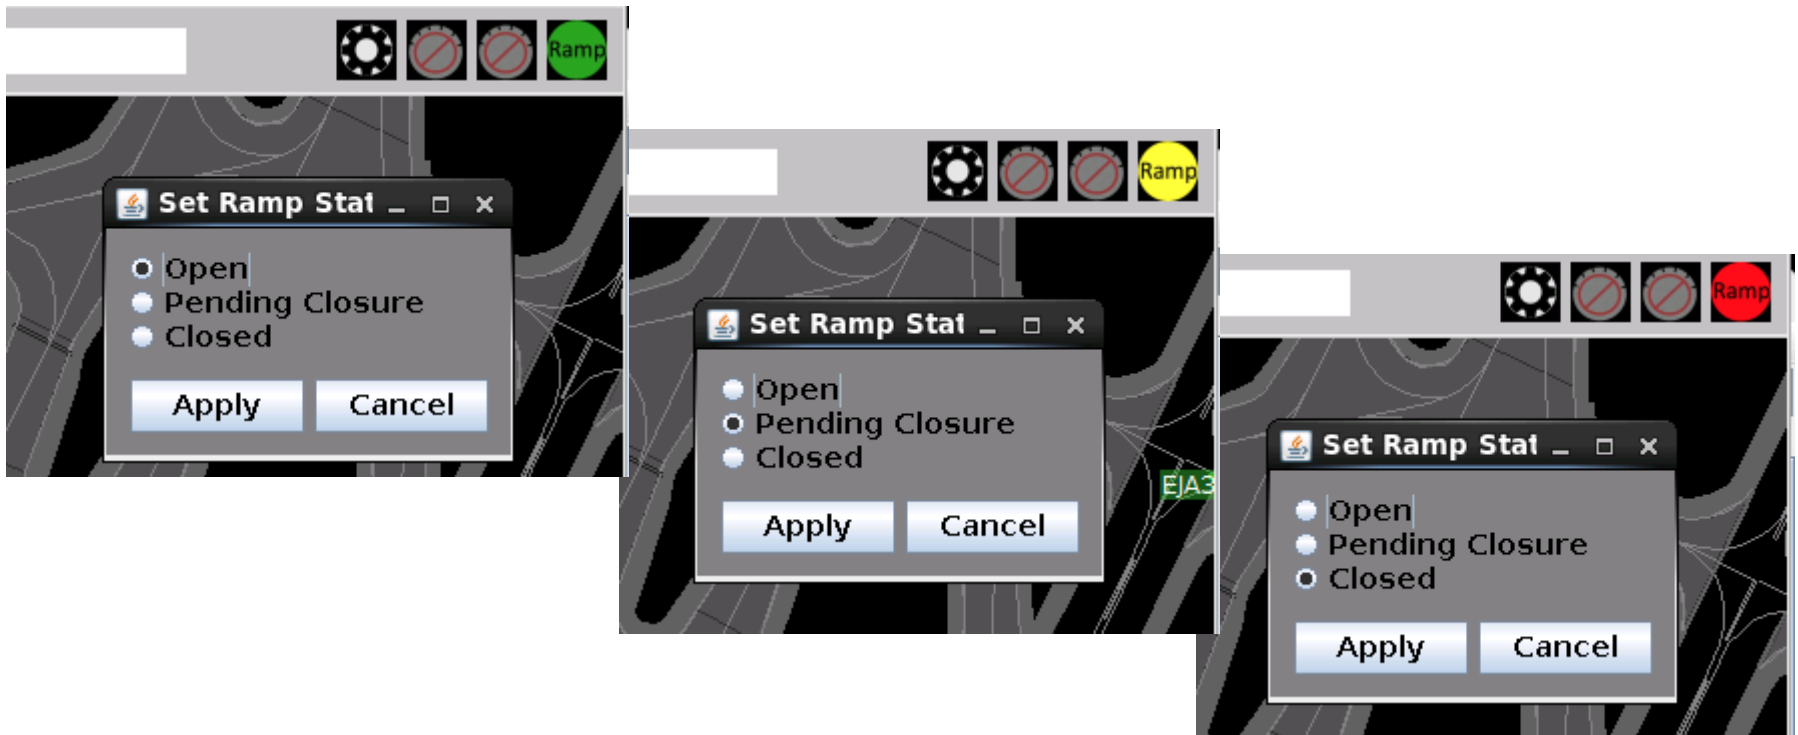 Ramp
Set Ramp Stat
Open
Pending Closure
Closed
Apply Cancel
Ramp
Set Ramp Stat
Open
Pending Closure
Closed
EJA3
Apply Cancel
Ramp
Set Ramp Stat
Open
Pending Closure
Closed
Apply Cancel